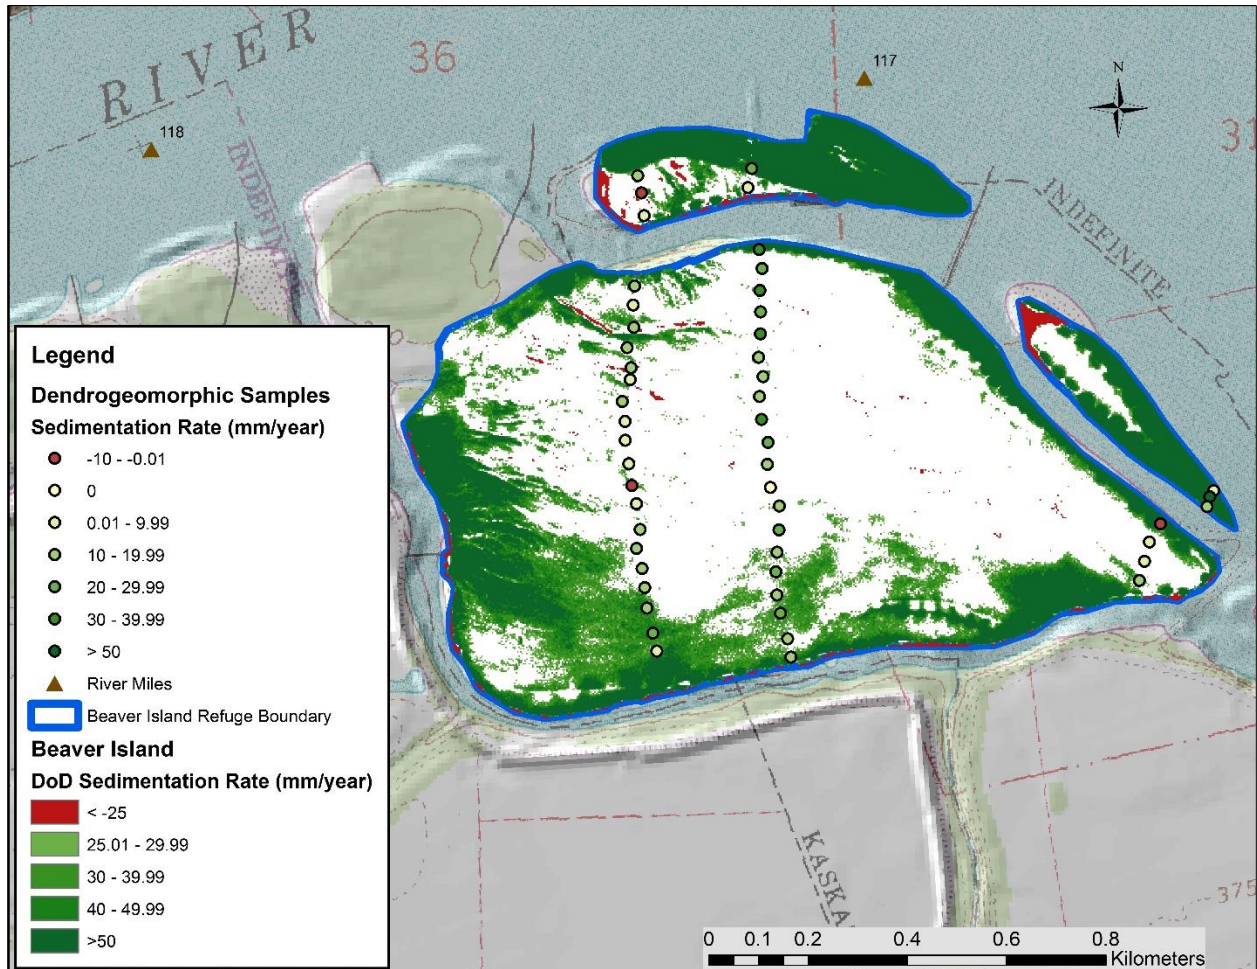 RIVER
36
117
N
118
31
INDEFINITE
INDEFINITE
Legend
Dendrogeomorphic Samples
Sedimentation Rate (mm/year)
-10 - -0.01
0
0.01 - 9.99
10 - 19.99
20 - 29.99
30 - 39.99
> 50
River Miles
Beaver Island Refuge Boundary
Beaver Island
DoD Sedimentation Rate (mm/year)
< -25
25.01 - 29.99
30 - 39.99
40 - 49.99
>50
KASKA
375
0 0.1 0.2 0.4 0.6 0.8
Kilometers